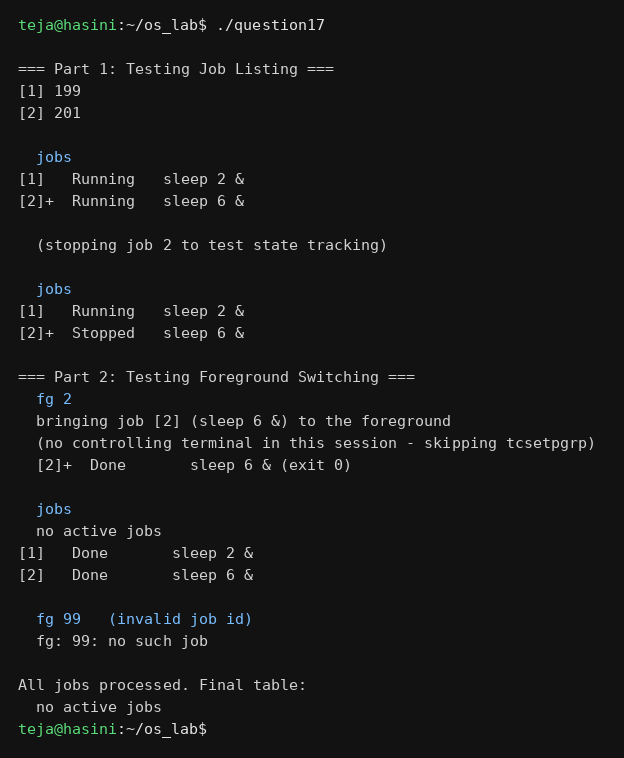 teja@hasini:~/os_lab$ ./question17
=== Part 1: Testing Job Listing ===
[1] 199
[2] 201
jobs
[1]   Running   sleep 2 &
[2]+  Running   sleep 6 &
(stopping job 2 to test state tracking)
jobs
[1]   Running   sleep 2 &
[2]+  Stopped   sleep 6 &
=== Part 2: Testing Foreground Switching ===
fg 2
bringing job [2] (sleep 6 &) to the foreground
(no controlling terminal in this session - skipping tcsetpgrp)
[2]+  Done       sleep 6 & (exit 0)
jobs
no active jobs
[1]   Done       sleep 2 &
[2]   Done       sleep 6 &
fg 99   (invalid job id)
fg: 99: no such job
All jobs processed. Final table:
no active jobs
teja@hasini:~/os_lab$